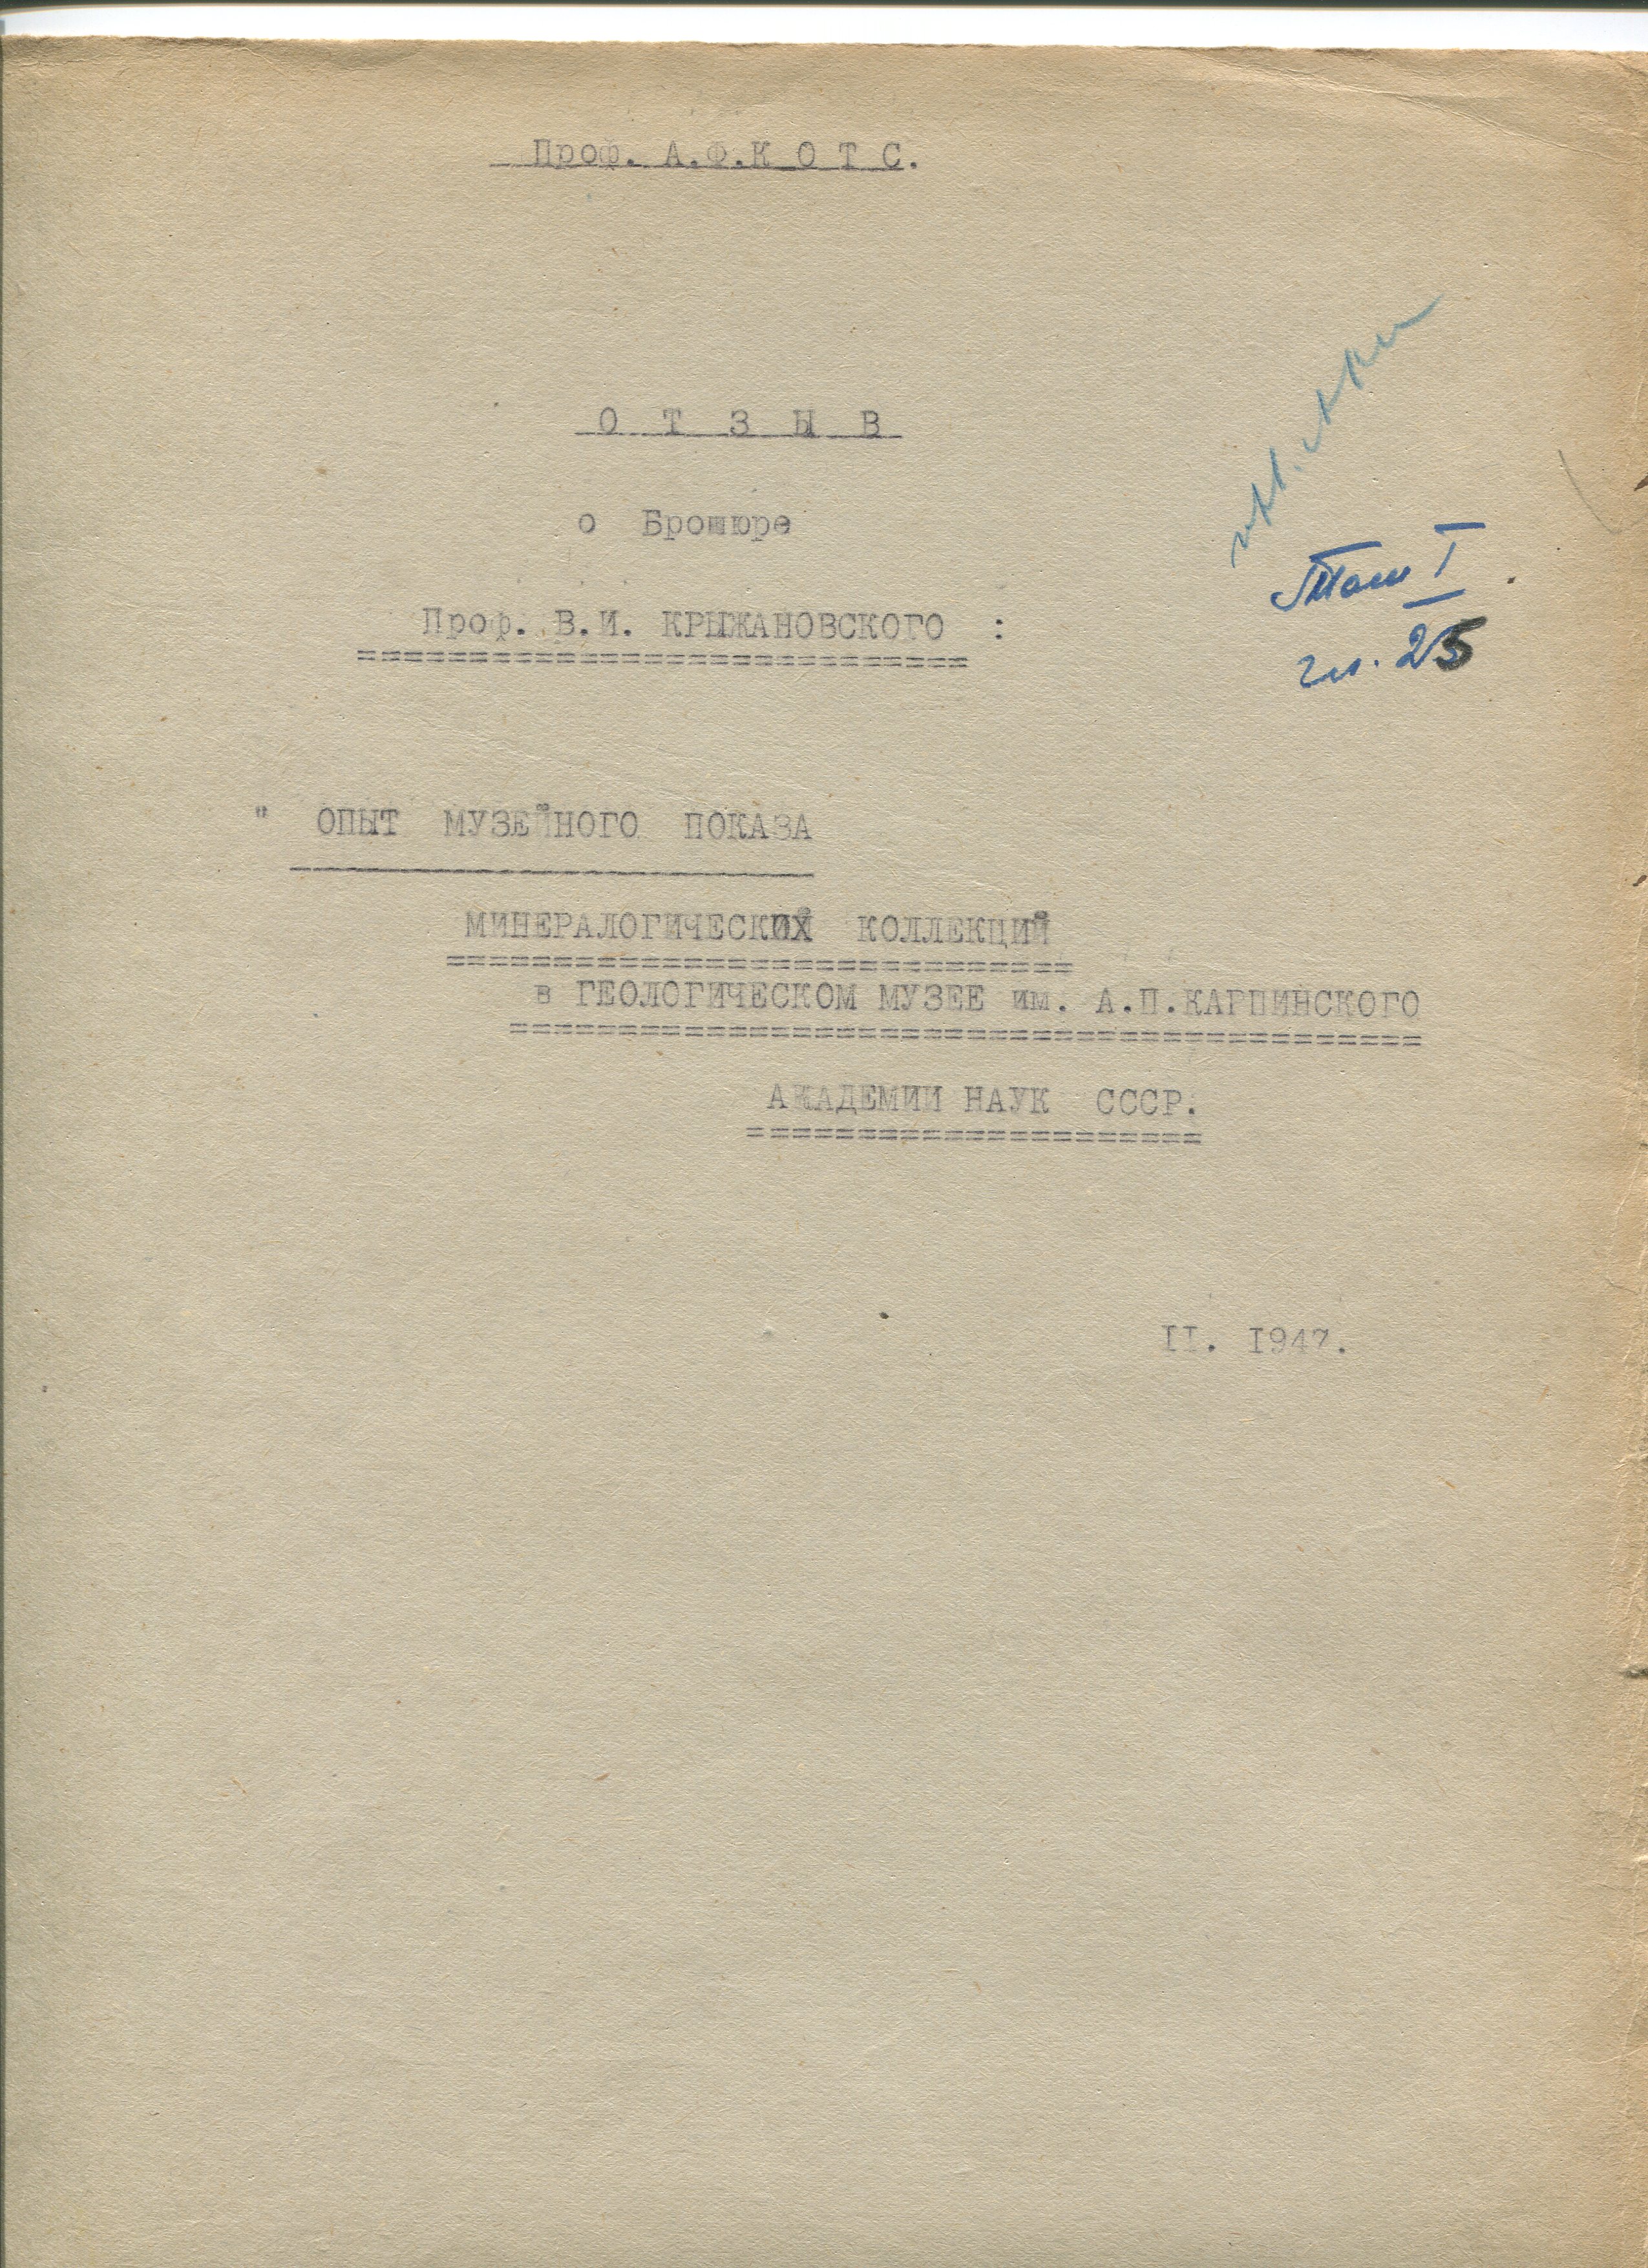 Проф. А.Ф.К О Т С.
О Т З Ы В
о Брошюре
Проф. В.И. КРЫЖАНОВСКОГО :
Том I
гл. 25
" ОПЫТ МУЗЕЙНОГО ПОКАЗА
МИНЕРАЛОГИЧЕСКИХ КОЛЛЕКЦИЙ
в ГЕОЛОГИЧЕСКОМ МУЗЕЕ им. А.П.КАРПИНСКОГО
АКАДЕМИИ НАУК СССР.
II. I947.